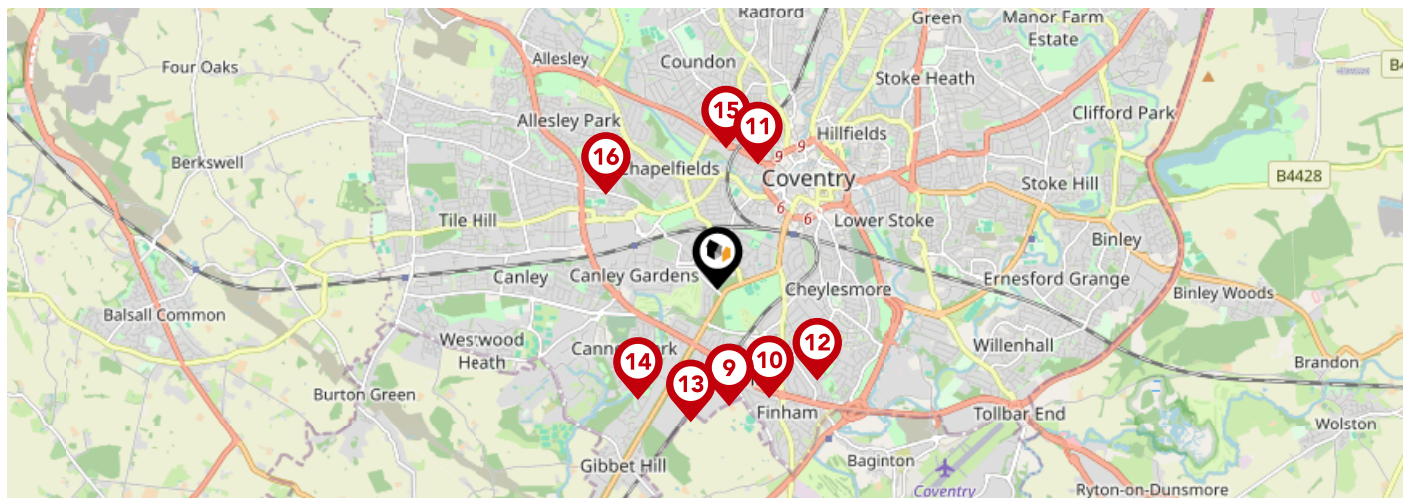 Radford
Green
Manor Farm
Estate
Allesley
Coundon
Four Oaks
Stoke Heath
B4
15
Allesley Park
11
Hillfields
Clifford Park
9
9
16
Chapelfields
Berkswell
Coventry
Stoke Hill
B4428
6
6
Tile Hill
Lower Stoke
Binley
Canley
Canley Gardens
Ernesford Grange
Cheylesmore
Binley Woods
Balsall Common
Westwood
Heath
Cannon Park
12
Willenhall
14
9
10
13
Brandon
Burton Green
Finham
Tollbar End
Wolston
Gibbet Hill
Baginton
Coventry
Ryton-on-Dunsmore